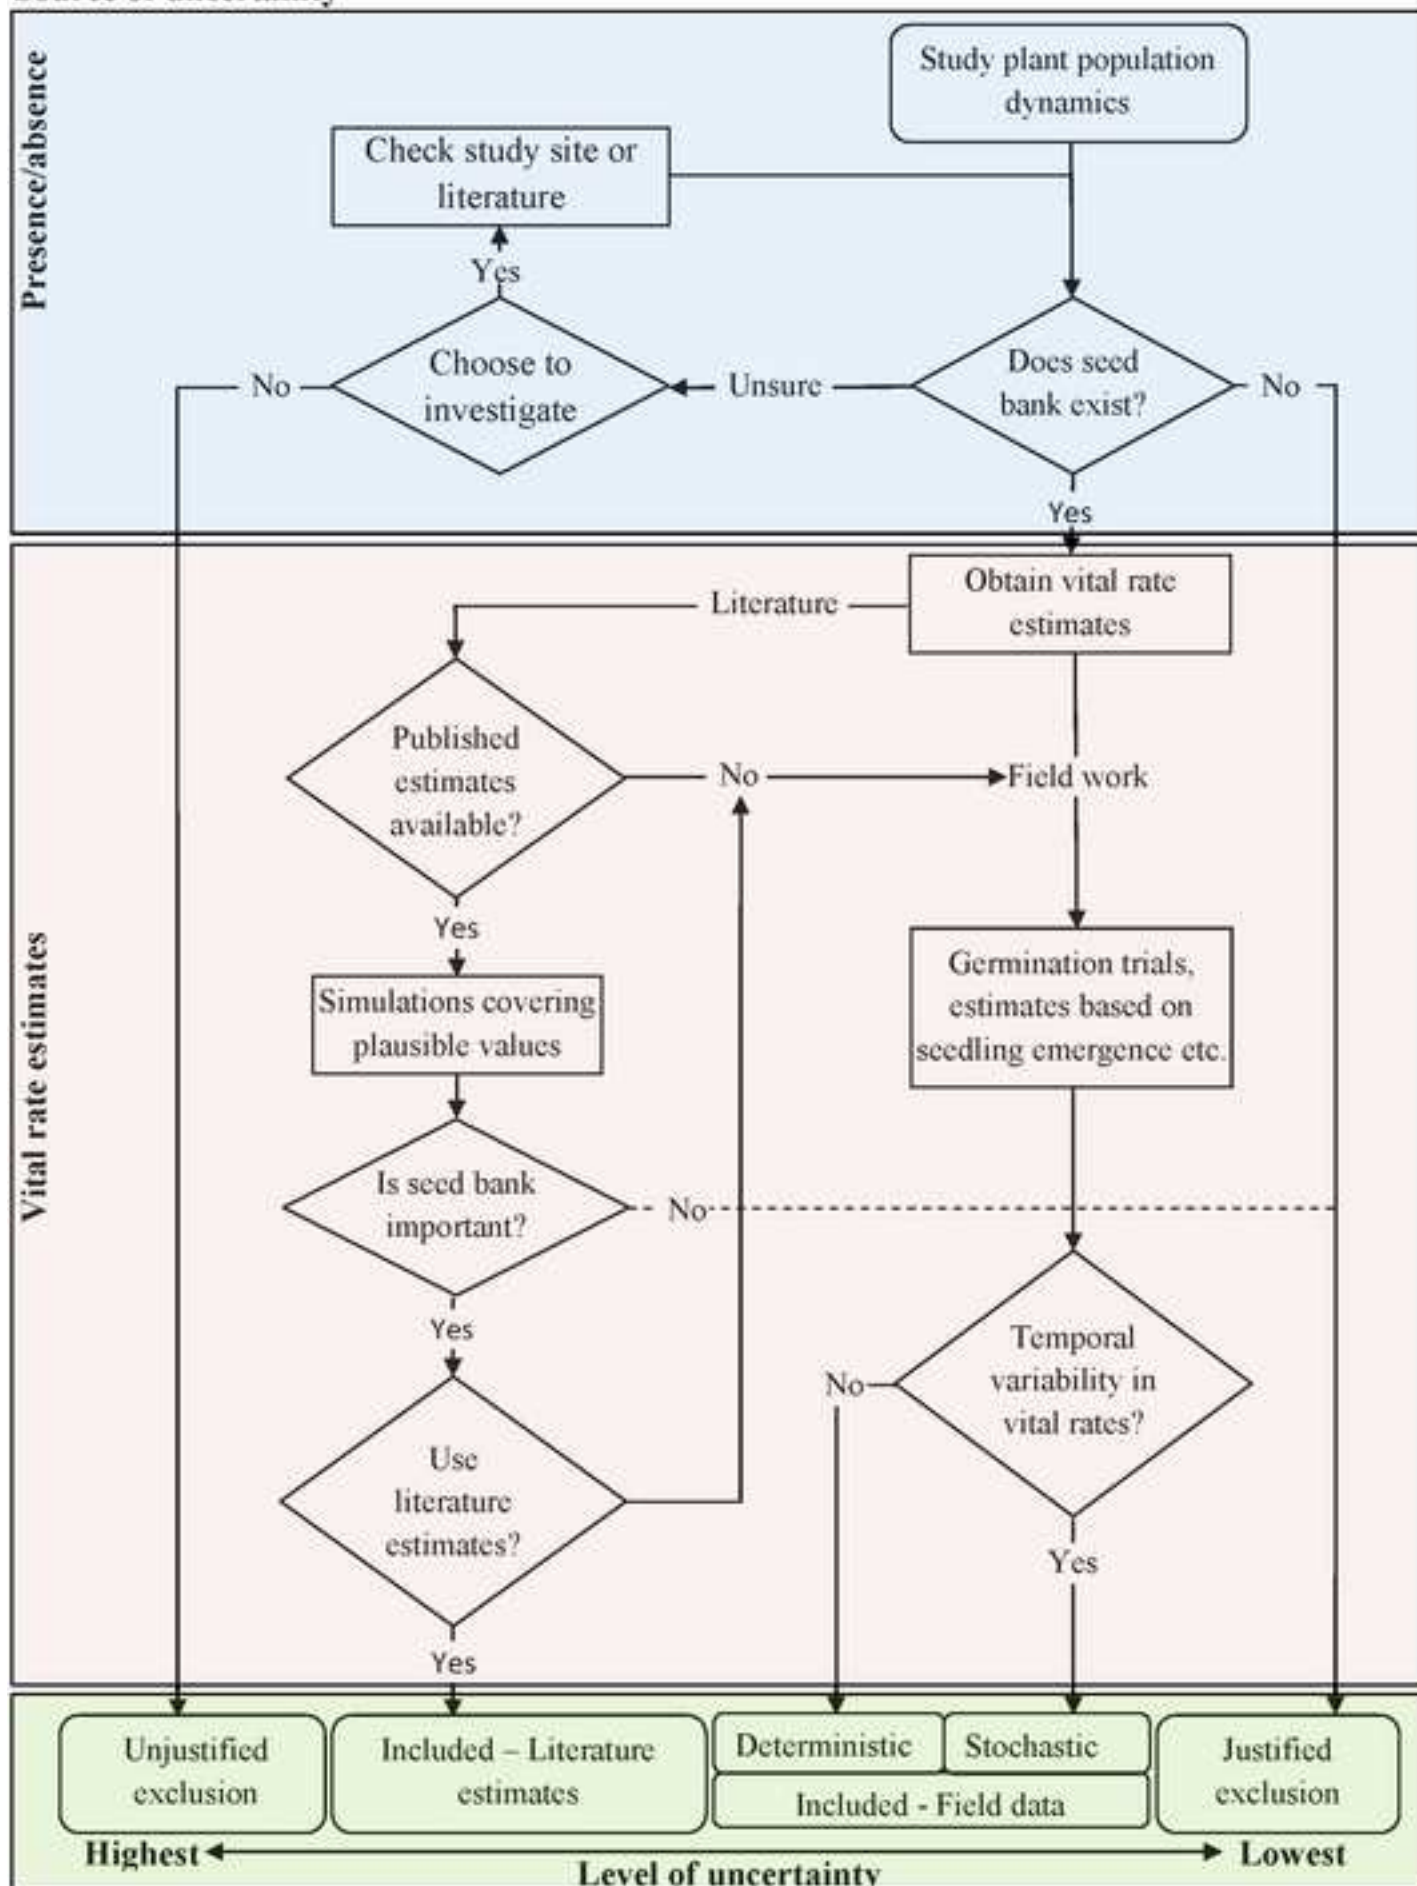 Source of uncertainty
Presence/absence
Study plant population
dynamics
Check study site or
literature
Yes
Choose to
investigate
No
Unsure
Does seed
bank exist?
No
Yes
Vital rate estimates
Obtain vital rate
estimates
Literature
Published
estimates
available?
No
Field work
Yes
Simulations covering
plausible values
Germination trials,
estimates based on
seedling emergence etc.
Is seed bank
important?
No
Yes
Temporal
variability in
vital rates?
No
Use
literature
estimates?
Yes
Yes
Unjustified
exclusion
Included – Literature
estimates
Deterministic
Stochastic
Included - Field data
Justified
exclusion
Highest
Lowest
Level of uncertainty